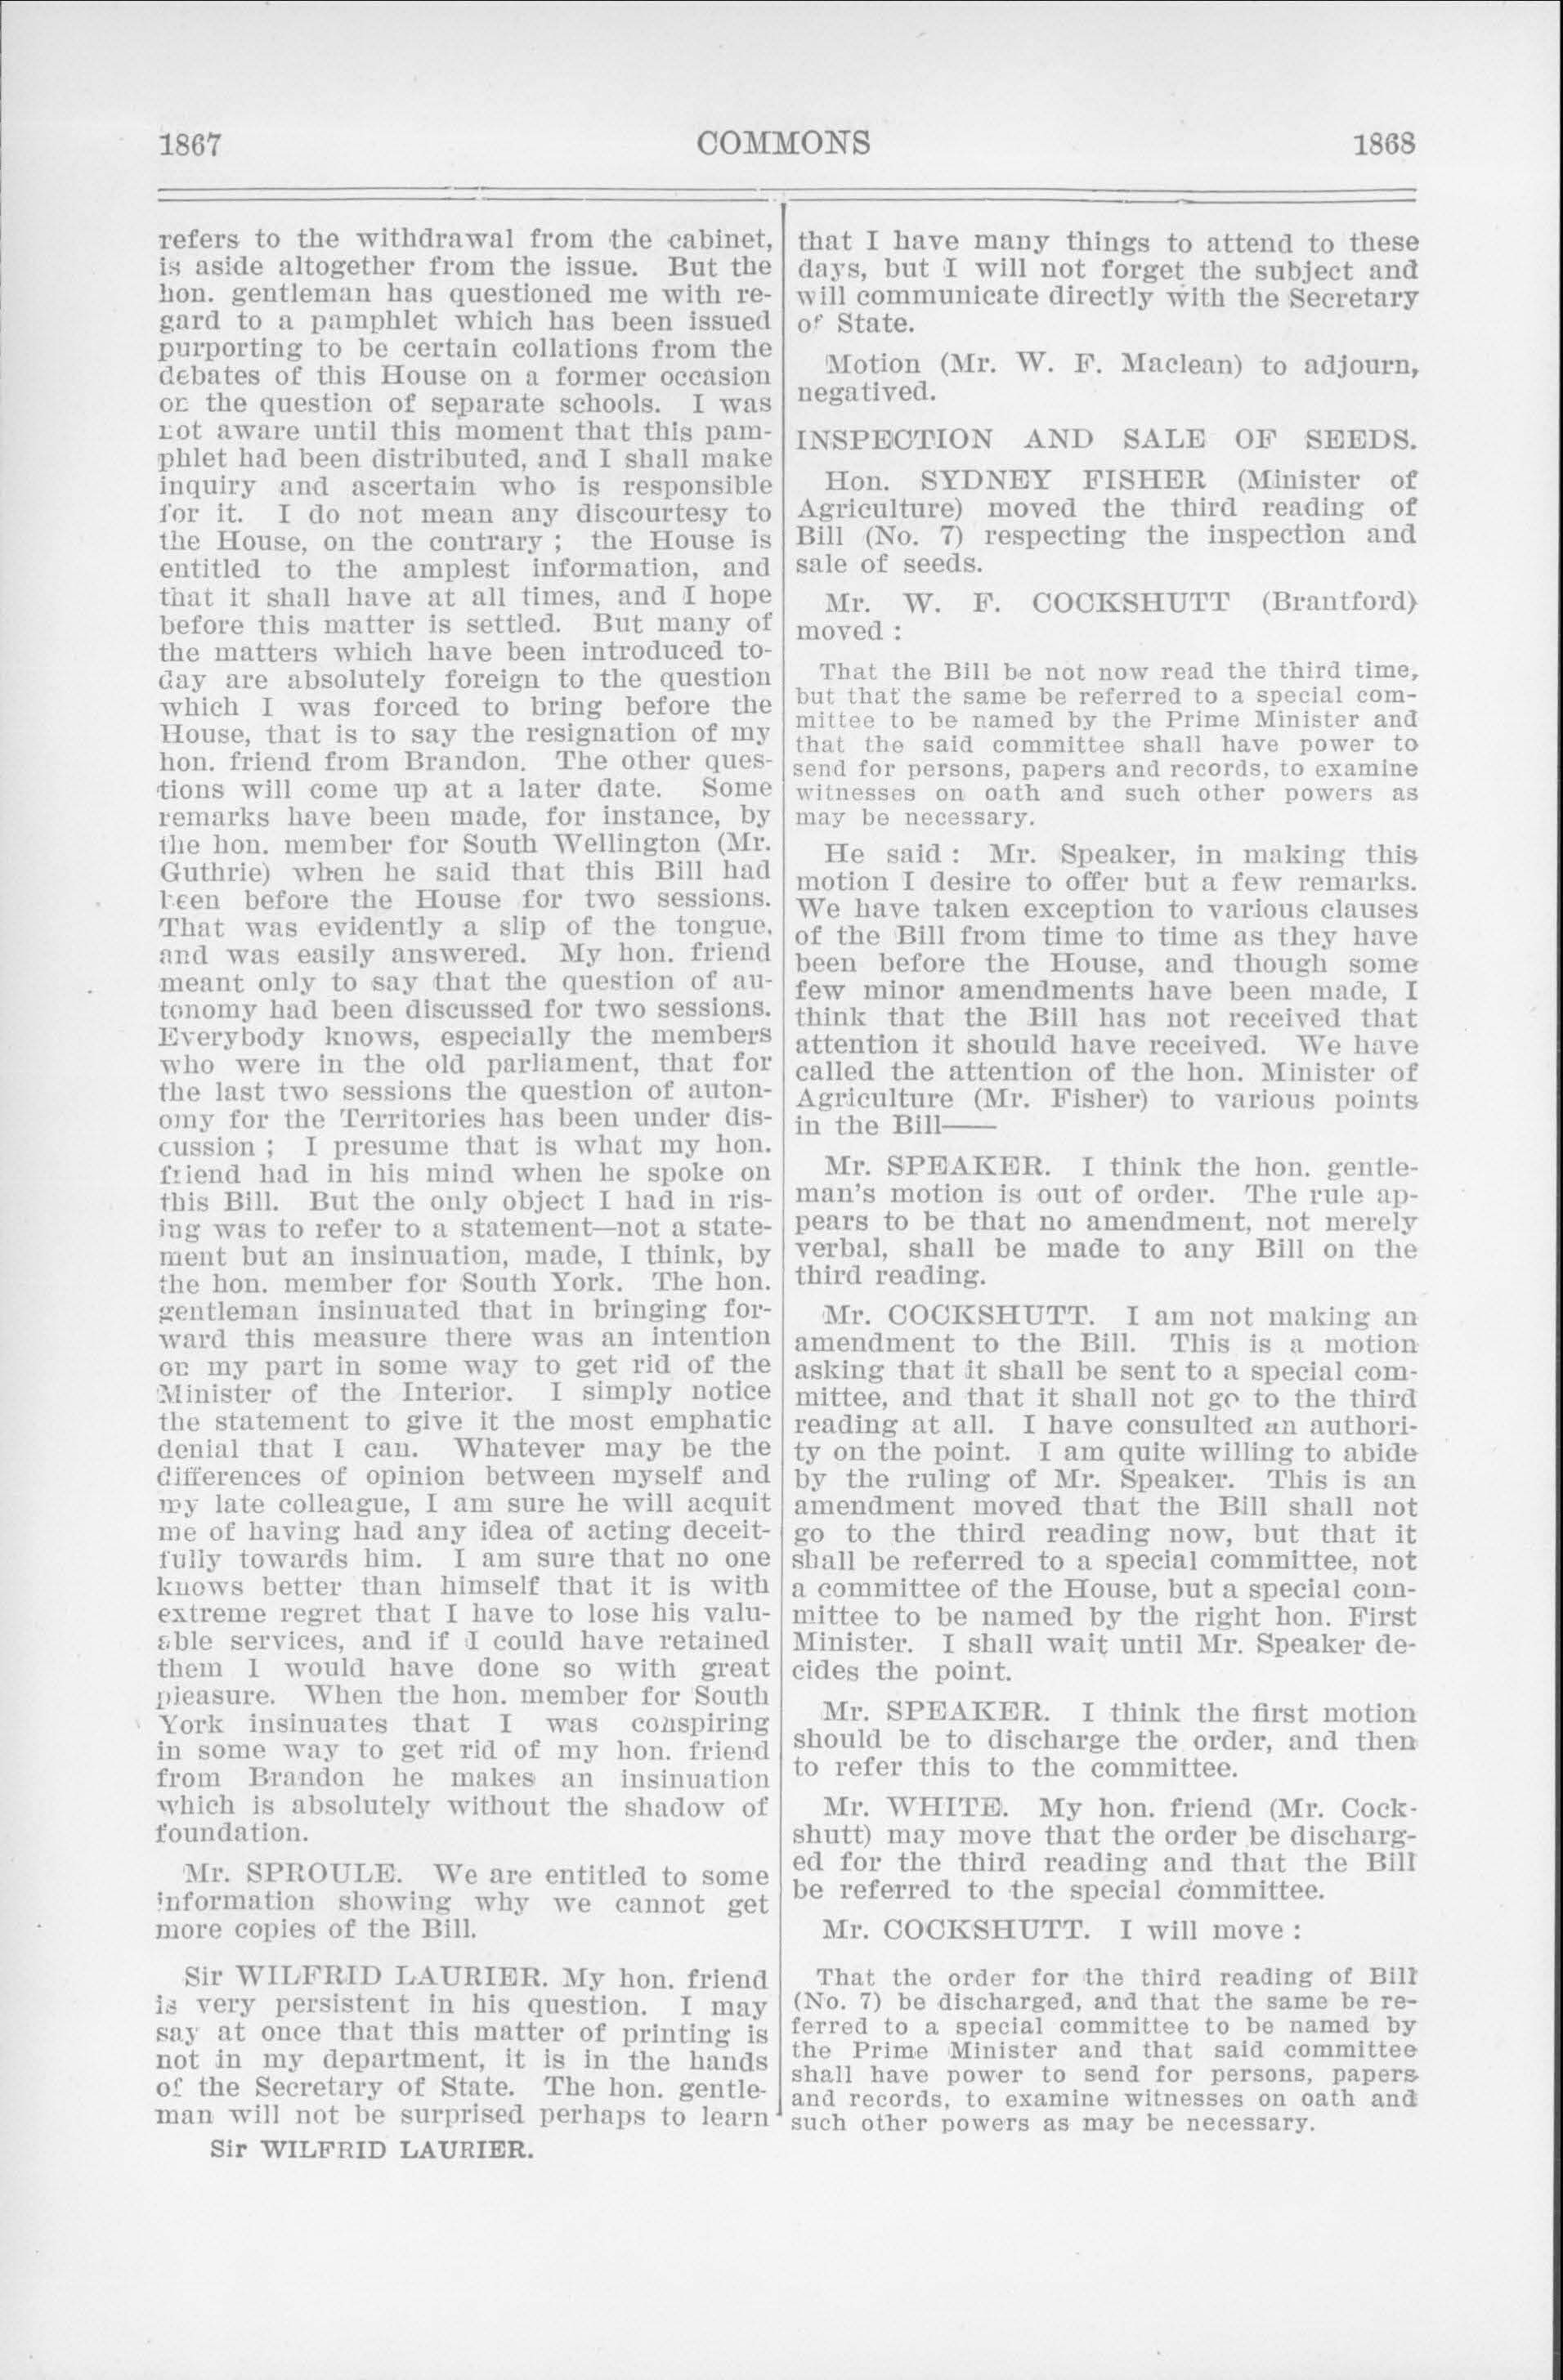 1867 COMMONS 1868
refers to the withdrawal from the cabinet,
is aside altogether from the issue. But the
hon. gentleman has questioned me with re-
gard to a pamphlet which has been issued
purporting to be certain collations from the
debates of this House on a former occasion
on the question of separate schools. I was
not aware until this moment that this pam-
phlet had been distributed, and I shall make
inquiry and ascertain who is responsible
for it. I do not mean any discourtesy to
the House, on the contrary ; the House is
entitled to the amplest information, and
that it shall have at all times, and I hope
before this matter is settled. But many of
the matters which have been introduced to-
day are absolutely foreign to the question
which I was forced to bring before the
House, that is to say the resignation of my
hon. friend from Brandon. The other ques-
tions will come up at a later date. Some
remarks have been made, for instance, by
the hon. member for South Wellington (Mr.
Guthrie) when he said that this Bill had
been before the House for two sessions.
That was evidently a slip of the tongue,
and was easily answered. My hon. friend
meant only to say that the question of au-
tonomy had been discussed for two sessions.
Everybody knows, especially the members
who were in the old parliament, that for
the last two sessions the question of auton-
omy for the Territories has been under dis-
cussion ; I presume that is what my hon.
friend had in his mind when he spoke on
this Bill. But the only object I had in ris-
ing was to refer to a statement—not a state-
ment but an insinuation, made, I think, by
the hon. member for South York. The hon.
gentleman insinuated that in bringing for-
ward this measure there was an intention
on my part in some way to get rid of the
Minister of the Interior. I simply notice
the statement to give it the most emphatic
denial that I can. Whatever may be the
differences of opinion between myself and
my late colleague, I am sure he will acquit
me of having had any idea of acting deceit-
fully towards him. I am sure that no one
knows better than himself that it is with
extreme regret that I have to lose his valu-
able services, and if I could have retained
them I would have done so with great
pleasure. When the hon. member for South
York insinuates that I was conspiring
in some way to get rid of my hon. friend
from Brandon he makes an insinuation
which is absolutely without the shadow of
foundation.
Mr. SPROULE. We are entitled to some
information showing why we cannot get
more copies of the Bill.
Sir WILFRID LAURIER. My hon. friend
is very persistent in his question. I may
say at once that this matter of printing is
not in my department, it is in the hands
of the Secretary of State. The hon. gentle-
man will not be surprised perhaps to learn
Sir WILFRID LAURIER.
that I have many things to attend to these
days, but I will not forget the subject and
will communicate directly with the Secretary
of State.
Motion (Mr. W. F. Maclean) to adjourn,
negatived.
INSPECTION AND SALE OF SEEDS.
Hon. SYDNEY FISHER (Minister of
Agriculture) moved the third reading of
Bill (No. 7) respecting the inspection and
sale of seeds.
Mr. W. F. COCKSHUTT (Brantford)
moved :
That the Bill be not now read the third time,
but that the same be referred to a special com-
mittee to be named by the Prime Minister and
that the said committee shall have power to
send for persons, papers and records, to examine
witnesses on oath and such other powers as
may be necessary.
He said : Mr. Speaker, in making this
motion I desire to offer but a few remarks.
We have taken exception to various clauses
of the Bill from time to time as they have
been before the House, and though some
few minor amendments have been made, I
think that the Bill has not received that
attention it should have received. We have
called the attention of the hon. Minister of
Agriculture (Mr. Fisher) to various points
in the Bill——
Mr. SPEAKER. I think the hon. gentle-
man's motion is out of order. The rule ap-
pears to be that no amendment, not merely
verbal, shall be made to any Bill on the
third reading.
Mr. COCKSHUTT. I am not making an
amendment to the Bill. This is a motion
asking that it shall be sent to a special com-
mittee, and that it shall not go to the third
reading at all. I have consulted an authori-
ty on the point. I am quite willing to abide
by the ruling of Mr. Speaker. This is an
amendment moved that the Bill shall not
go to the third reading now, but that it
shall be referred to a special committee, not
a committee of the House, but a special com-
mittee to be named by the right hon. First
Minister. I shall wait until Mr. Speaker de-
cides the point.
Mr. SPEAKER. I think the first motion
should be to discharge the order, and then
to refer this to the committee.
Mr. WHITE. My hon. friend (Mr. Cock-
shutt) may move that the order be discharg-
ed for the third reading and that the Bill
be referred to the special committee.
Mr. COCKSHUTT. I will move :
That the order for the third reading of Bill
(No. 7) be discharged, and that the same be re-
ferred to a special committee to be named by
the Prime Minister and that said committee
shall have power to send for persons, papers
and records, to examine witnesses on oath and
such other powers as may be necessary.